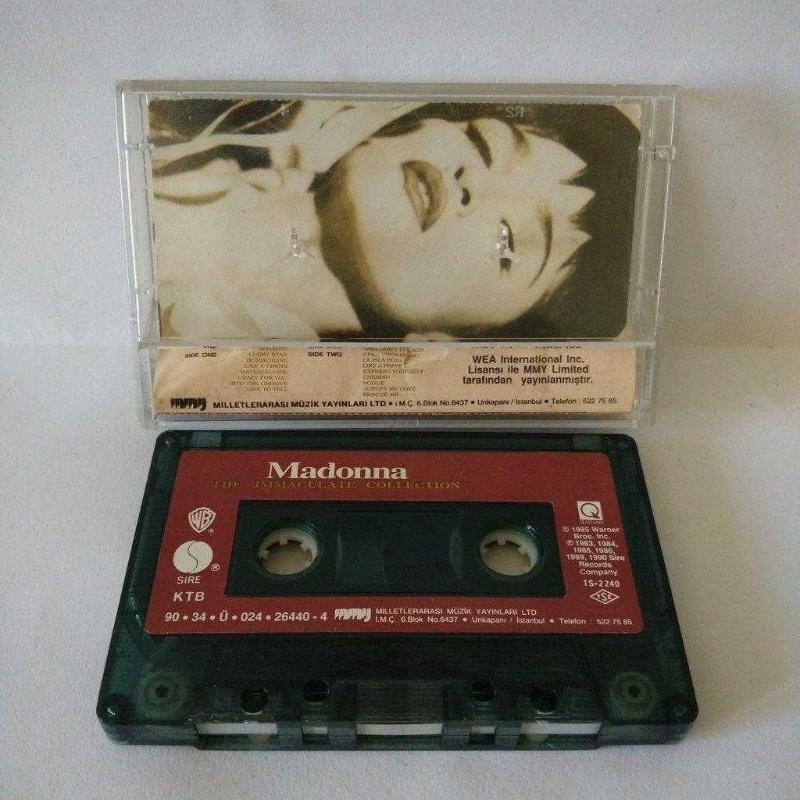 SIDE ONE
HOLIDAY
LUCKY STAR
BORDERLINE
LIKE A VIRGIN
MATERIAL GIRL
CRAZY FOR YOU
INTO THE GROOVE
LIVE TO TELL
SIDE TWO
OPEN YOUR HEART
LA ISLA BONITA
LIKE A PRAYER
EXPRESS YOURSELF
CHERISH
VOGUE
JUSTIFY MY LOVE
RESCUE ME
WEA International Inc.
Lisansı ile MMY Limited
tarafından yayınlanmıştır.
MİLLETLERARASI MÜZİK YAYINLARI LTD • İ.M.Ç. 6.Blok No.6437 • Unkapanı / İstanbul • Telefon : 522 75 85
Madonna
THE IMMACULATE COLLECTION
WB
SIRE
KTB
Q
QSOUND
℗ 1985 Warner
Bros. Inc.
℗ 1983, 1984,
1985, 1986,
1989, 1990 Sire
Records
Company
TS-2240
TSE
90 • 34 • Ü • 024 • 26440 - 4
MİLLETLERARASI MÜZİK YAYINLARI LTD
İ.M.Ç. 6.Blok No.6437 • Unkapanı / İstanbul • Telefon : 522 75 85